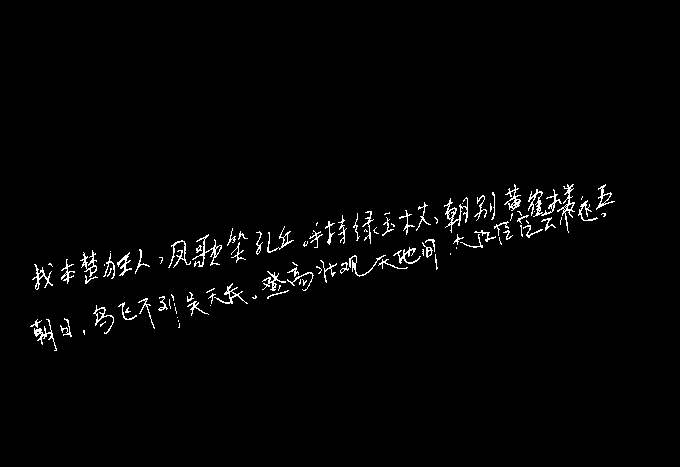 我本楚狂人，凤歌笑孔丘。手持绿玉杖，朝别黄鹤楼。五
朝日，鸟飞不到吴天长。登高壮观天地间，大江茫茫去不还。